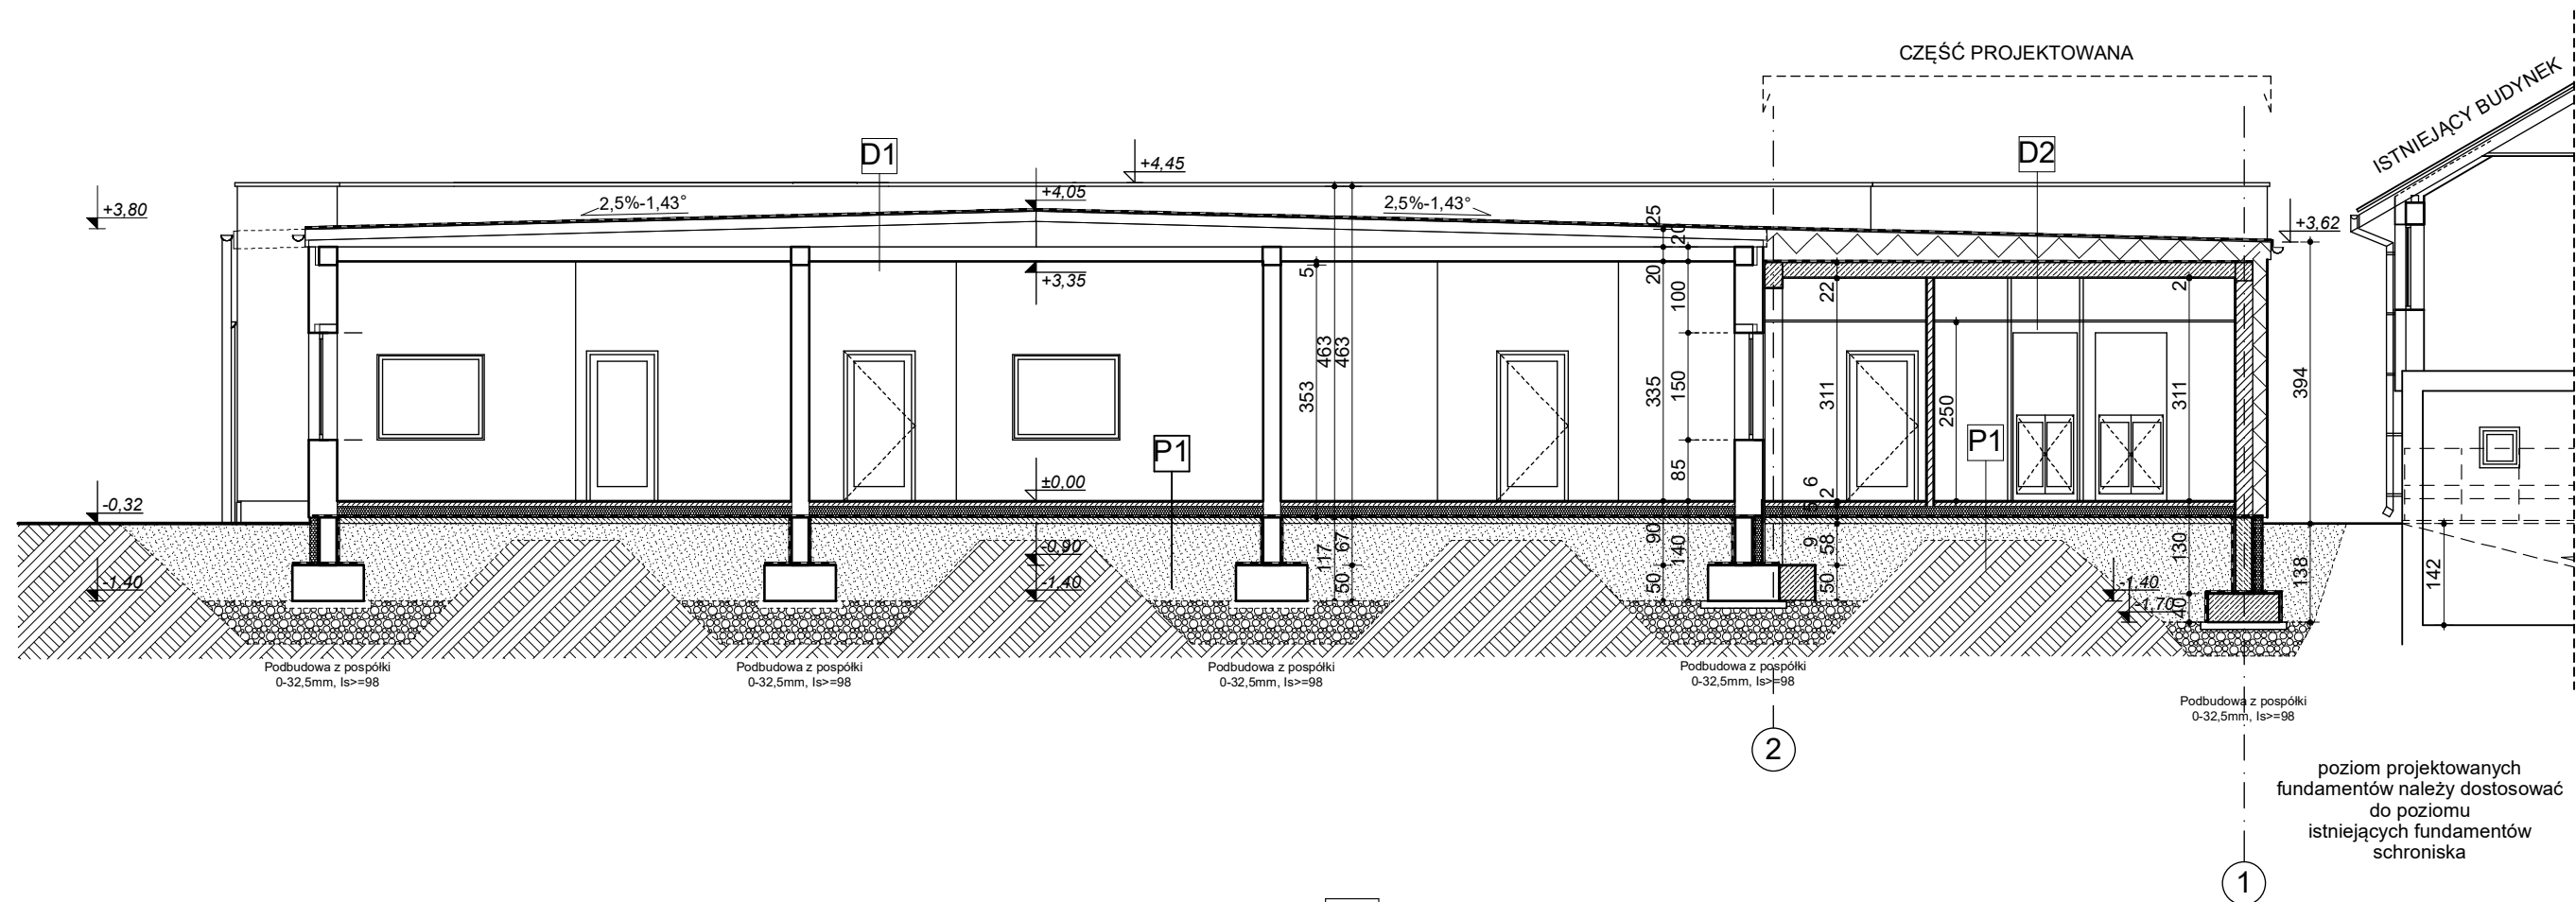 CZĘŚĆ PROJEKTOWANA
ISTNIEJĄCY BUDYNEK
D1
D2
+4,45
+4,05
+3,80
+3,62
2,5%-1,43°
2,5%-1,43°
+3,35
25
20
5
20
100
22
2
463
463
353
335
150
311
250
311
394
P1
P1
85
±0,00
6
2
5
-0,32
-0,90
-1,40
-1,40
117
67
50
90
140
50
9
58
50
130
40
138
142
-1,40
-1,70
Podbudowa z pospółki
0-32,5mm, Is>=98
Podbudowa z pospółki
0-32,5mm, Is>=98
Podbudowa z pospółki
0-32,5mm, Is>=98
Podbudowa z pospółki
0-32,5mm, Is>=98
Podbudowa z pospółki
0-32,5mm, Is>=98
2
poziom projektowanych
fundamentów należy dostosować
do poziomu
istniejących fundamentów
schroniska
1